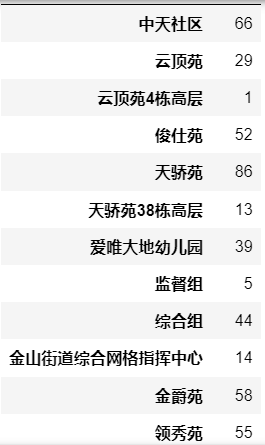 中天社区 66
云顶苑 29
云顶苑4栋高层 1
俊仕苑 52
天骄苑 86
天骄苑38栋高层 13
爱唯大地幼儿园 39
监督组 5
综合组 44
金山街道综合网格指挥中心 14
金爵苑 58
领秀苑 55